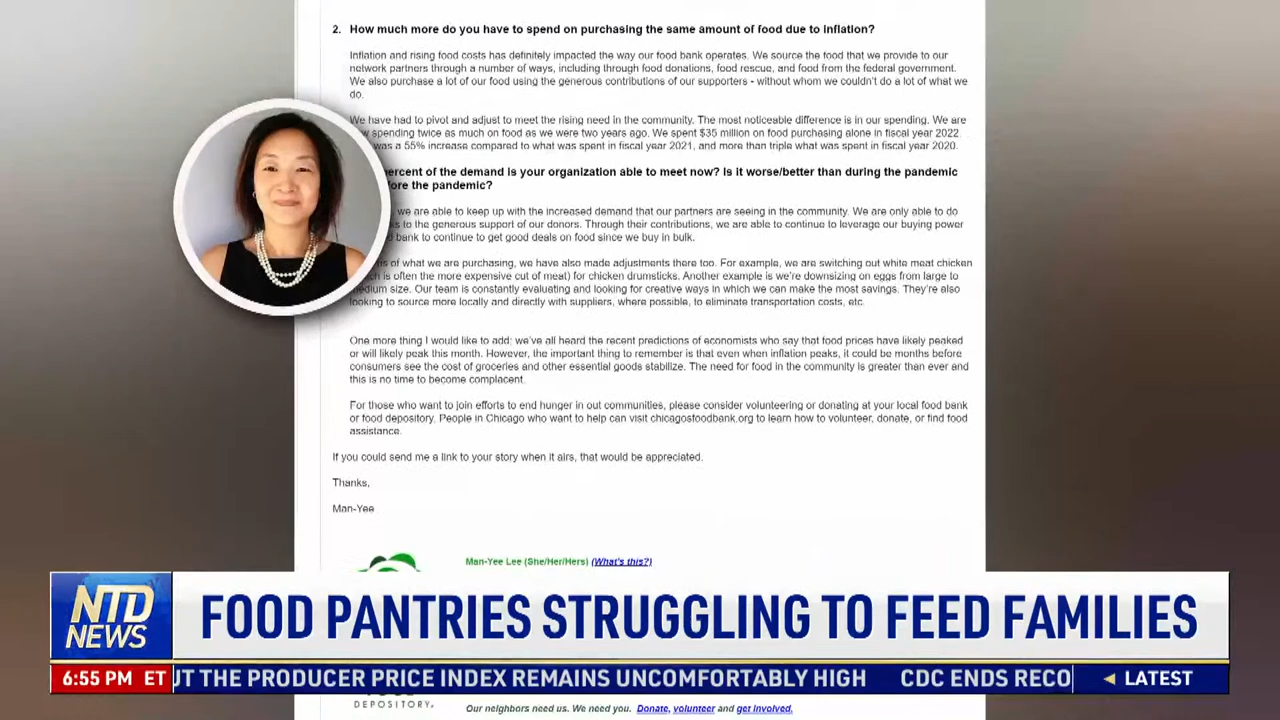 2. How much more do you have to spend on purchasing the same amount of food due to inflation?
Inflation and rising food costs has definitely impacted the way our food bank operates. We source the food that we provide to our
network partners through a number of ways, including through food donations, food rescue, and food from the federal government.
We also purchase a lot of our food using the generous contributions of our supporters - without whom we couldn't do a lot of what we
do.
We have had to pivot and adjust to meet the rising need in the community. The most noticeable difference is in our spending. We are
spending twice as much on food as we were two years ago. We spent $35 million on food purchasing alone in fiscal year 2022.
was a 55% increase compared to what was spent in fiscal year 2021, and more than triple what was spent in fiscal year 2020.
percent of the demand is your organization able to meet now? Is it worse/better than during the pandemic
the pandemic?
we are able to keep up with the increased demand that our partners are seeing in the community. We are only able to do
to the generous support of our donors. Through their contributions, we are able to continue to leverage our buying power
bank to continue to get good deals on food since we buy in bulk.
of what we are purchasing, we have also made adjustments there too. For example, we are switching out white meat chicken
is often the more expensive cut of meat) for chicken drumsticks. Another example is we're downsizing on eggs from large to
medium size. Our team is constantly evaluating and looking for creative ways in which we can make the most savings. They're also
looking to source more locally and directly with suppliers, where possible, to eliminate transportation costs, etc.
One more thing I would like to add: we've all heard the recent predictions of economists who say that food prices have likely peaked
or will likely peak this month. However, the important thing to remember is that even when inflation peaks, it could be months before
consumers see the cost of groceries and other essential goods stabilize. The need for food in the community is greater than ever and
this is no time to become complacent.
For those who want to join efforts to end hunger in out communities, please consider volunteering or donating at your local food bank
or food depository. People in Chicago who want to help can visit chicagosfoodbank.org to learn how to volunteer, donate, or find food
assistance.
If you could send me a link to your story when it airs, that would be appreciated.
Thanks,
Man-Yee
Man-Yee Lee (She/Her/Hers) (What's this?)
NTD
NEWS
FOOD PANTRIES STRUGGLING TO FEED FAMILIES
6:55 PM ET
UT THE PRODUCER PRICE INDEX REMAINS UNCOMFORTABLY HIGH CDC ENDS RECO
LATEST
DEPOSITORY
Our neighbors need us. We need you. Donate, volunteer and get involved.